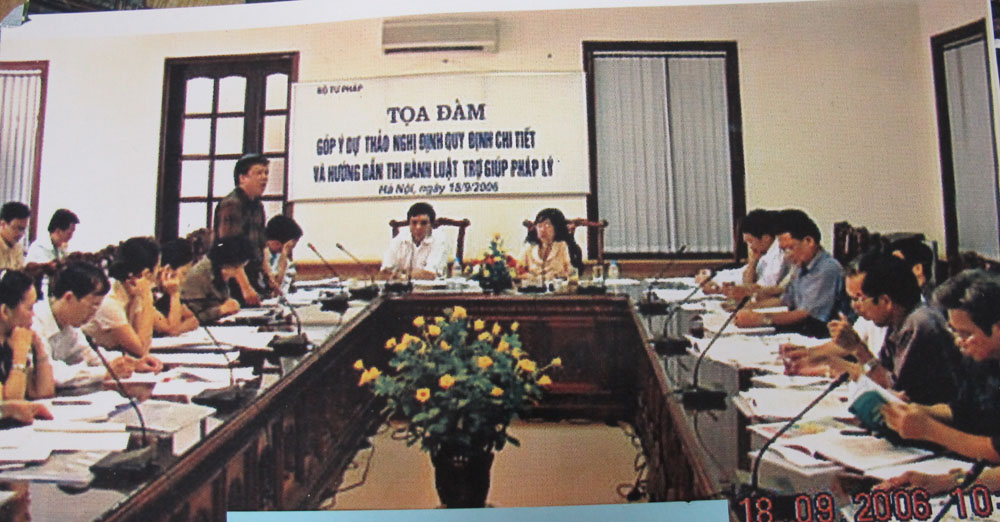 BỘ TƯ PHÁP
TỌA ĐÀM
GÓP Ý DỰ THẢO NGHỊ ĐỊNH QUY ĐỊNH CHI TIẾT
VÀ HƯỚNG DẪN THI HÀNH LUẬT TRỢ GIÚP PHÁP LÝ
Hà Nội, ngày 18/9/2006
18.09.2006 10